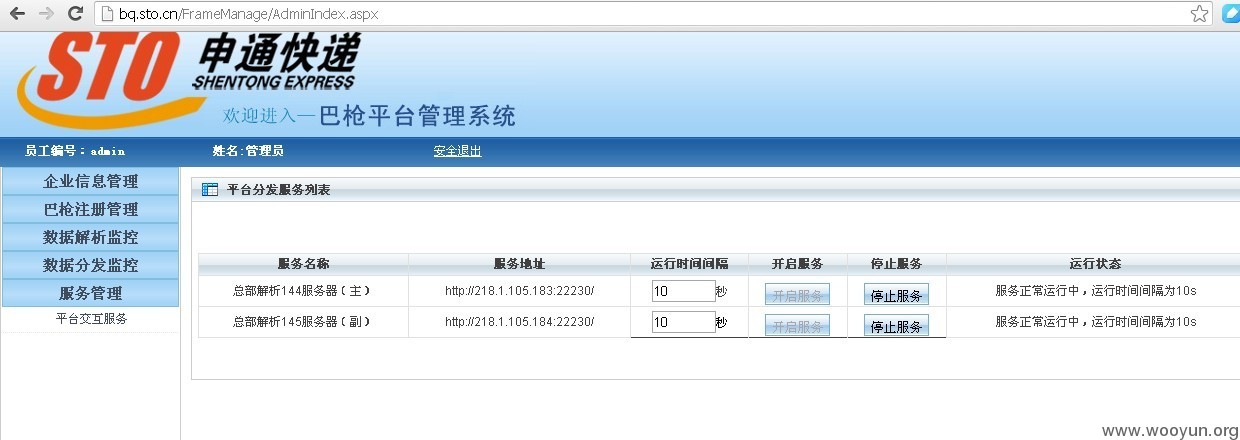 bq.sto.cn/FrameManage/AdminIndex.aspx
STO 申通快递
SHENTONG EXPRESS
欢迎进入—巴枪平台管理系统
员工编号：admin 姓名:管理员 安全退出
企业信息管理
巴枪注册管理
数据解析监控
数据分发监控
服务管理
平台交互服务
平台分发服务列表
服务名称 服务地址 运行时间间隔 开启服务 停止服务 运行状态
总部解析144服务器(主) http://218.1.105.183:22230/ 10 秒 开启服务 停止服务 服务正常运行中，运行时间间隔为10s
总部解析145服务器(副) http://218.1.105.184:22230/ 10 秒 开启服务 停止服务 服务正常运行中，运行时间间隔为10s
www.wooyun.org